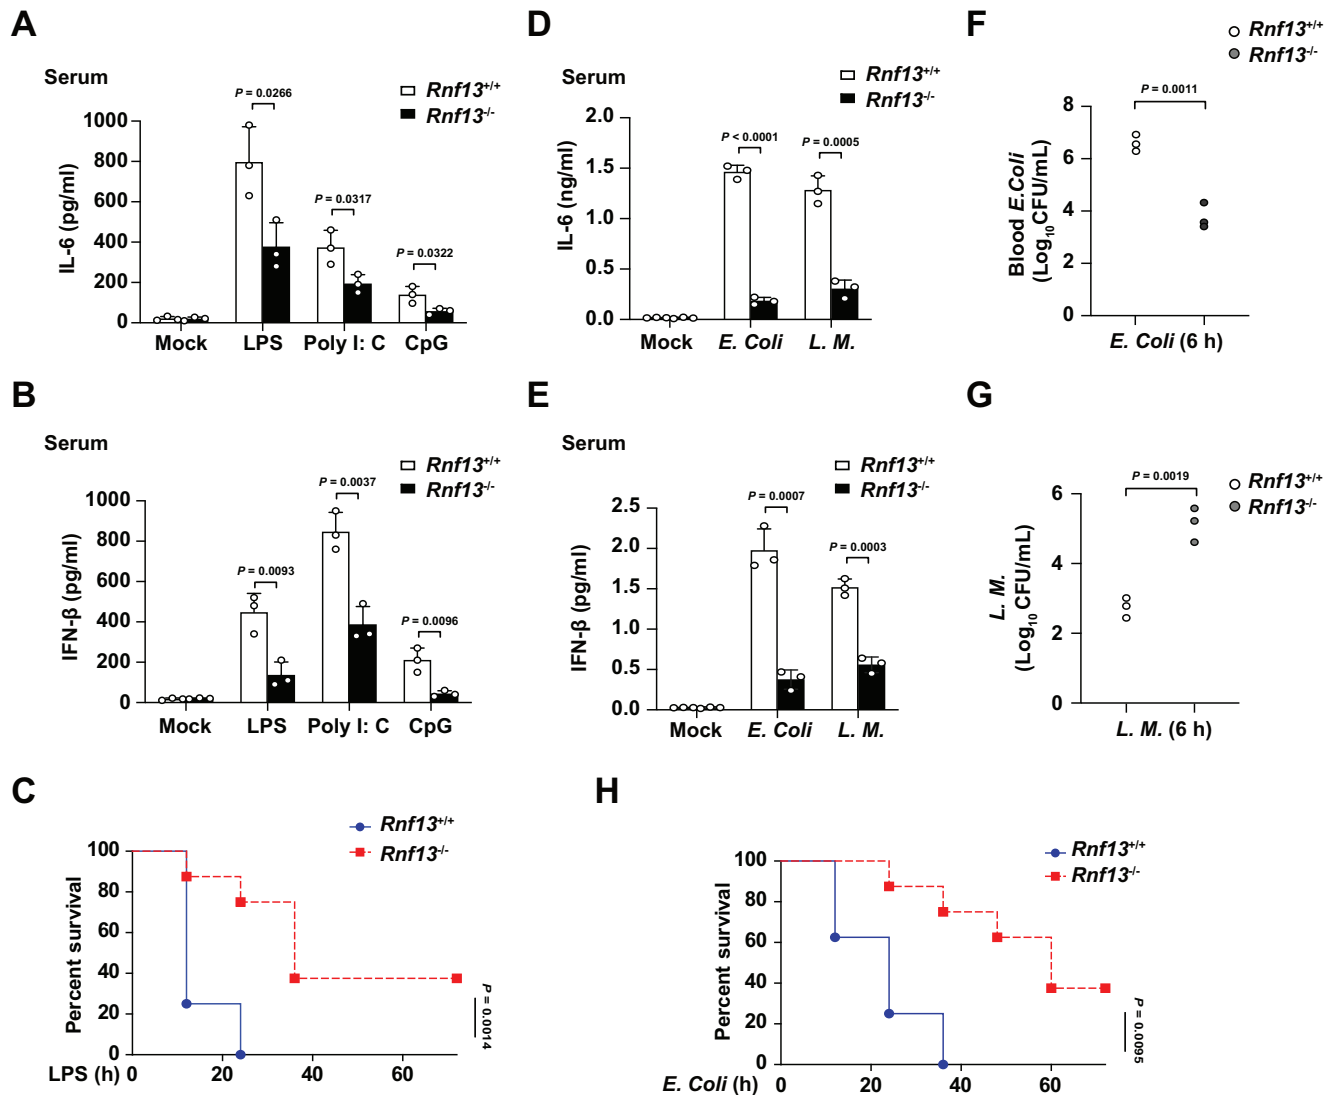 A
Serum
Rnf13+/+
Rnf13-/-
P = 0.0266
P = 0.0317
P = 0.0322
IL-6 (pg/ml)
1000
800
600
400
200
0
Mock LPS Poly I: C CpG
B
Serum
Rnf13+/+
Rnf13-/-
P = 0.0093
P = 0.0037
P = 0.0096
IFN-β (pg/ml)
1000
800
600
400
200
0
Mock LPS Poly I: C CpG
C
Rnf13+/+
Rnf13-/-
Percent survival
100
80
60
40
20
0
LPS (h) 0 20 40 60
P = 0.0014
D
Serum
Rnf13+/+
Rnf13-/-
P < 0.0001
P = 0.0005
IL-6 (ng/ml)
2.0
1.5
1.0
0.5
0.0
Mock E. Coli L. M.
E
Serum
Rnf13+/+
Rnf13-/-
P = 0.0007
P = 0.0003
IFN-β (pg/ml)
2.5
2.0
1.5
1.0
0.5
0.0
Mock E. Coli L. M.
F
Rnf13+/+
Rnf13-/-
P = 0.0011
Blood E.Coli
(Log10CFU/mL)
8
6
4
2
0
E. Coli (6 h)
G
Rnf13+/+
Rnf13-/-
P = 0.0019
L. M.
(Log10 CFU/mL)
6
4
2
0
L. M. (6 h)
H
Rnf13+/+
Rnf13-/-
Percent survival
100
80
60
40
20
0
E. Coli (h) 0 20 40 60
P = 0.0095